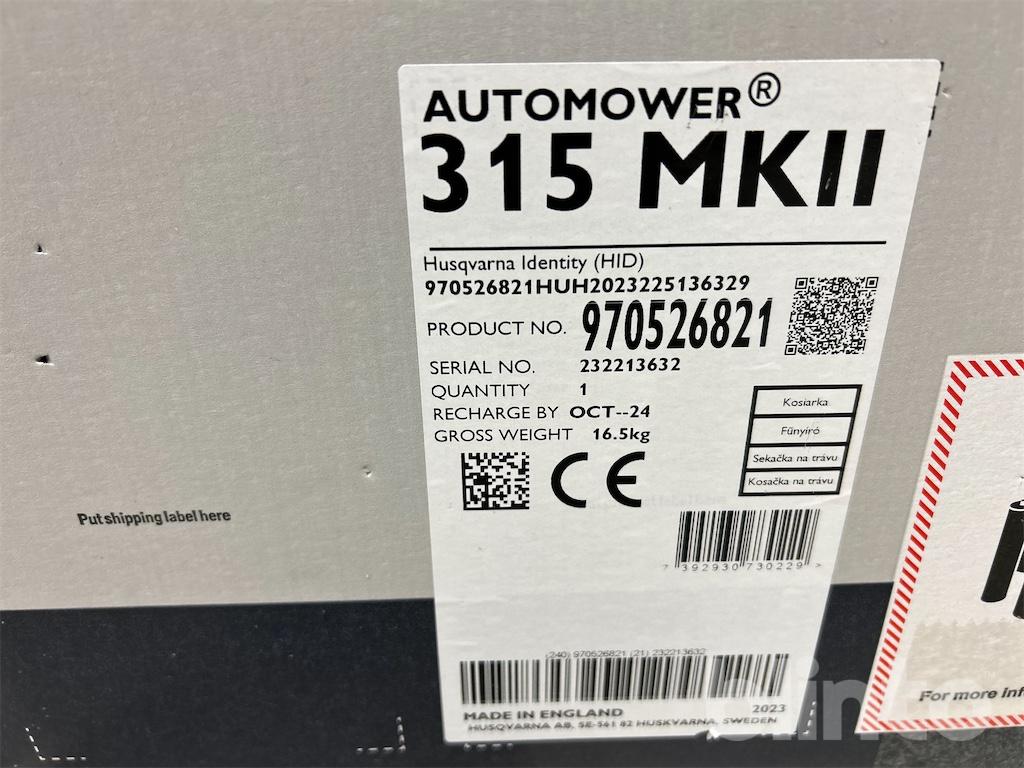 AUTOMOWER®
315 MKII
Husqvarna Identity (HID)
970526821HUH2023225136329
PRODUCT NO. 970526821
SERIAL NO. 232213632
QUANTITY 1
RECHARGE BY OCT--24
GROSS WEIGHT 16.5kg
Kosiarka
Fűnyíró
Sekačka na trávu
Kosačka na trávu
CE
Put shipping label here
7 392930 730229 >
(240) 970526821 (21) 232213632
MADE IN ENGLAND 2023
HUSQVARNA AB, SE-561 82 HUSKVARNA, SWEDEN
For more inf
blinto